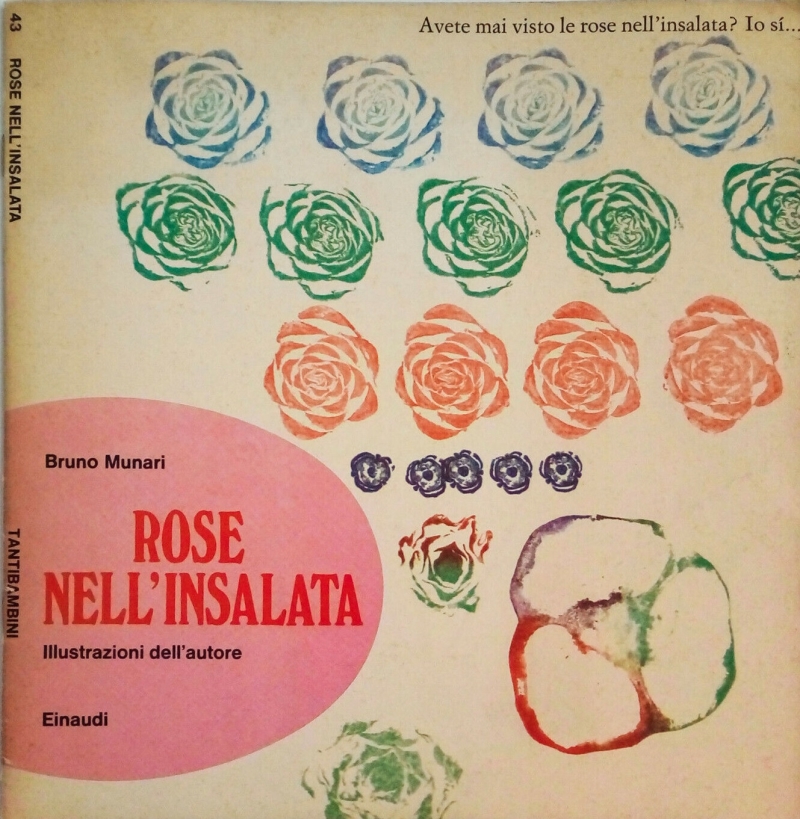 Avete mai visto le rose nell'insalata? Io sí...
43 ROSE NELL'INSALATA
TANTIBAMBINI
Bruno Munari
ROSE
NELL'INSALATA
Illustrazioni dell'autore
Einaudi